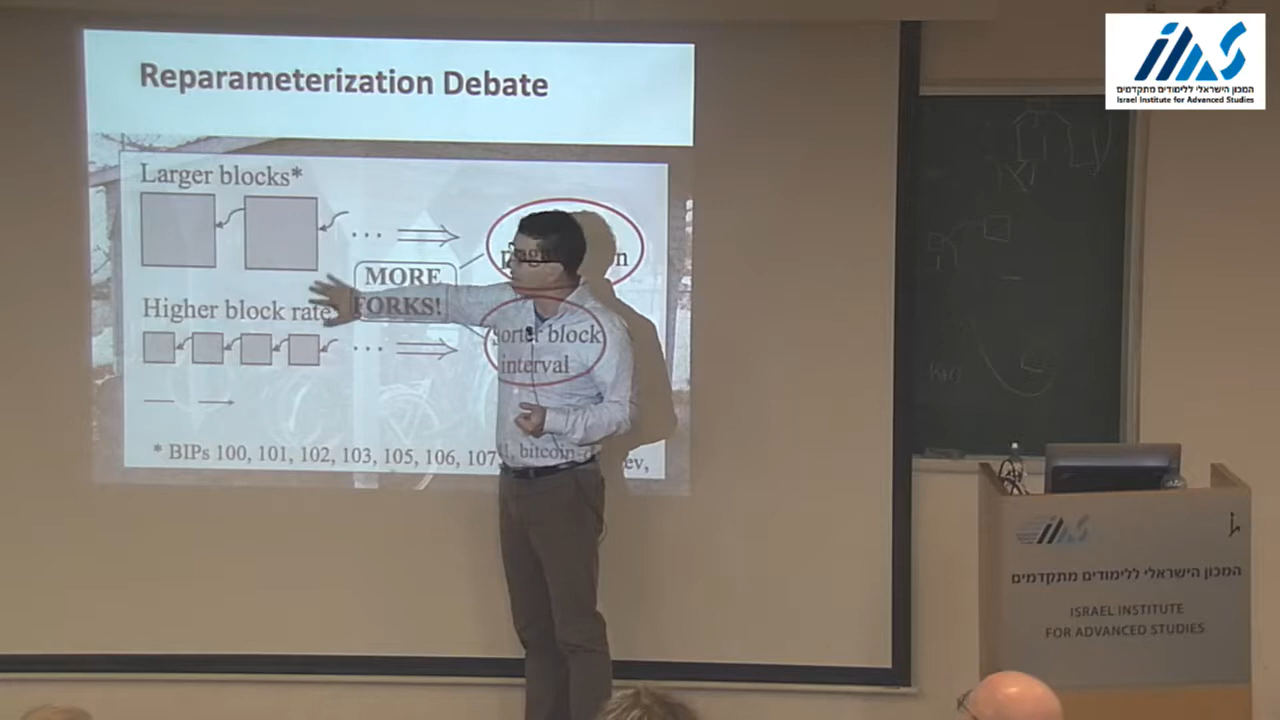 Reparameterization Debate
Larger blocks*
MORE
FORKS!
Higher block rate
block
interval
* BIPs 100, 101, 102, 103, 105, 106, 107
המכון הישראלי ללימודים מתקדמים
Israel Institute for Advanced Studies
המכון הישראלי ללימודים מתקדמים
ISRAEL INSTITUTE
FOR ADVANCED STUDIES